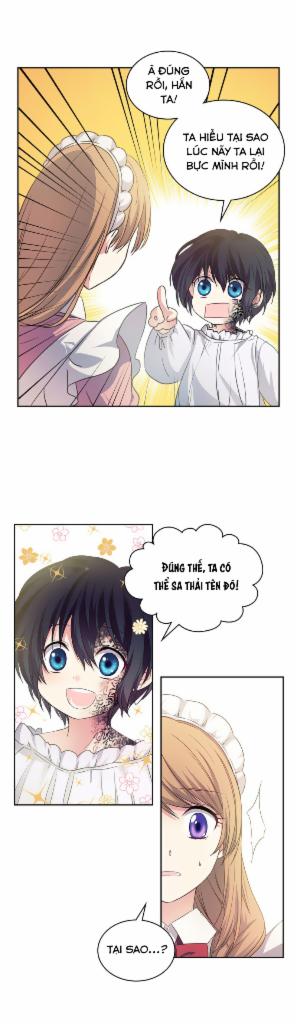 À ĐÚNG
RỒI, HẮN
TA!
TA HIỂU TẠI SAO
LÚC NÃY TA LẠI
BỰC MÌNH RỒI!
ĐÚNG THẾ, TA CÓ
THỂ SA THẢI TÊN ĐÓ!
TẠI SAO...?